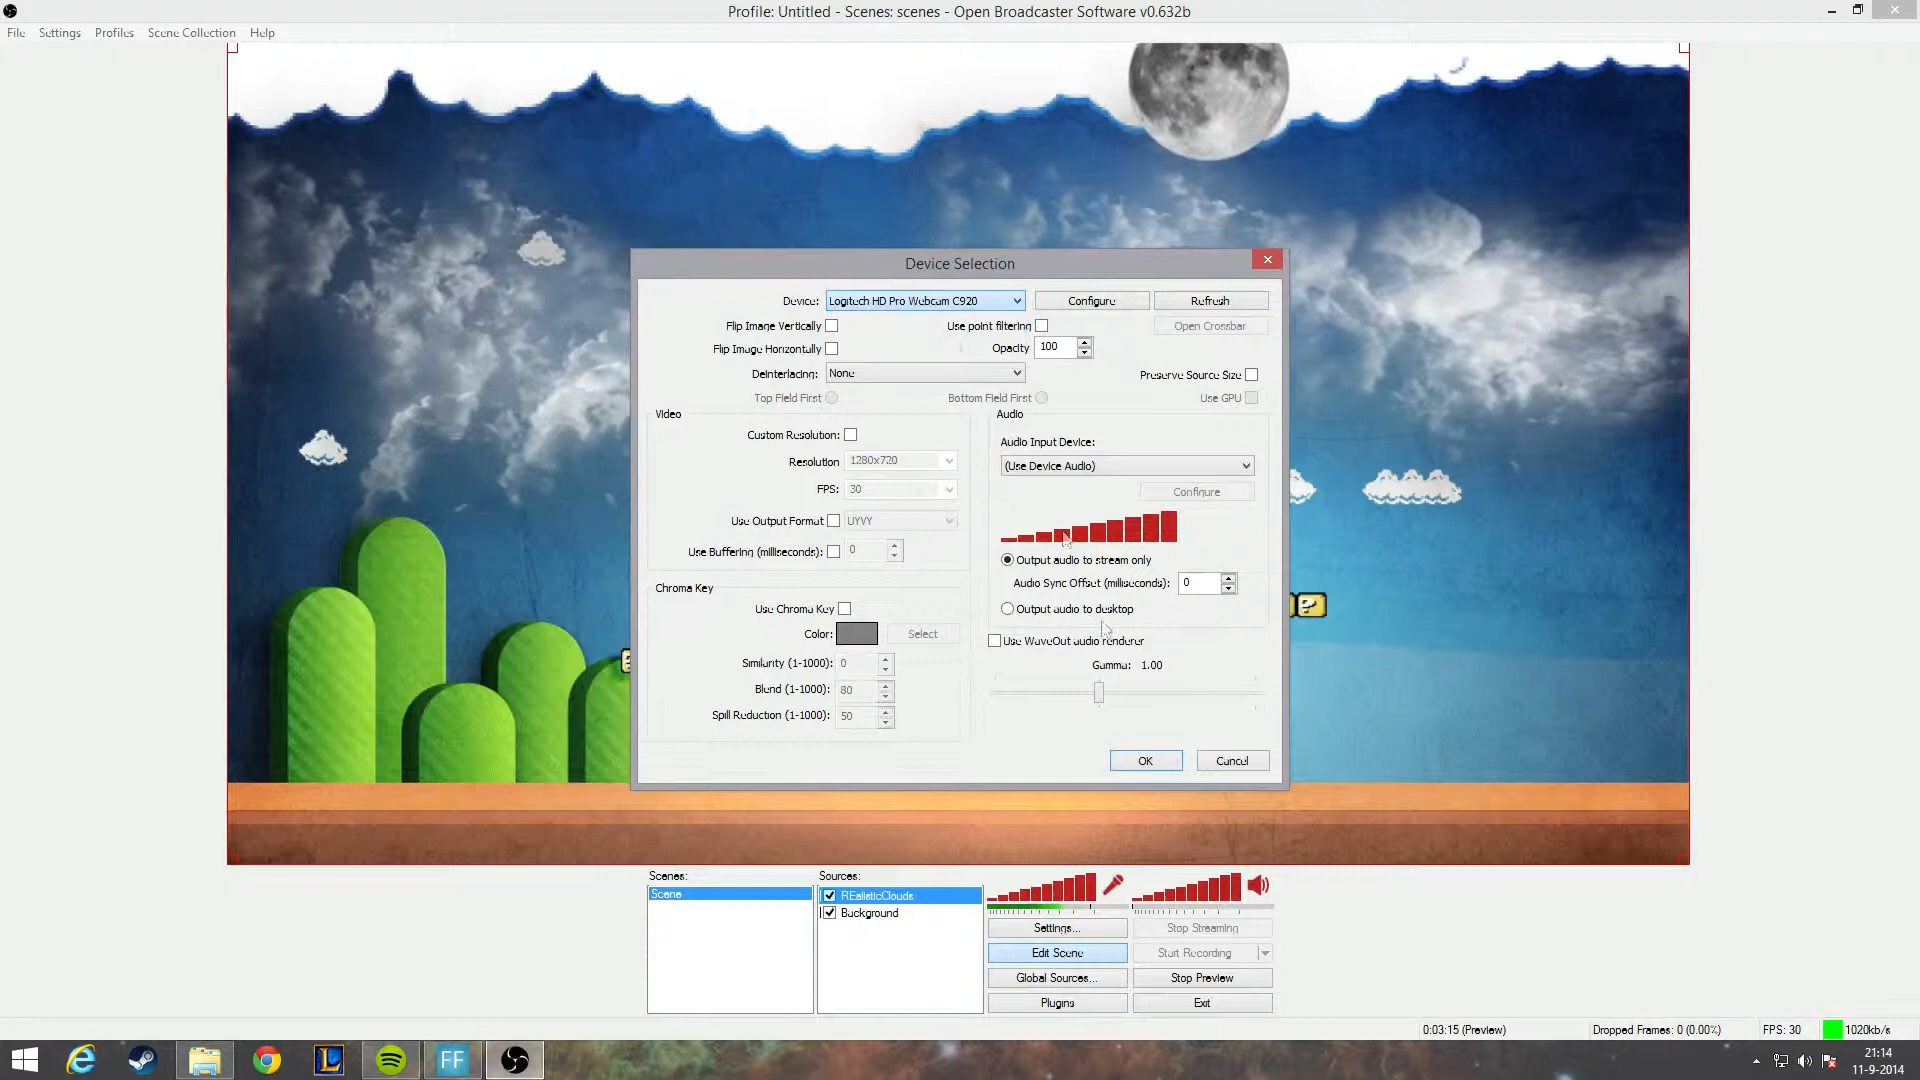 Profile: Untitled - Scenes: scenes - Open Broadcaster Software v0.632b
File Settings Profiles Scene Collection Help
Device Selection
Device: Logitech HD Pro Webcam C920 Configure Refresh
Flip Image Vertically Use point filtering Open Crossbar
Flip Image Horizontally Opacity 100
Deinterlacing: None Preserve Source Size
Top Field First Bottom Field First Use GPU
Video Audio
Custom Resolution: Audio Input Device:
Resolution 1280x720 (Use Device Audio)
FPS: 30 Configure
Use Output Format UYVY
Use Buffering (milliseconds): 0 Output audio to stream only
Chroma Key Audio Sync Offset (milliseconds): 0
Use Chroma Key Output audio to desktop
Color: Select Use WaveOut audio renderer
Similarity (1-1000): 0 Gamma: 1.00
Blend (1-1000): 80
Spill Reduction (1-1000): 50
OK Cancel
?
Scenes: Sources:
Scene REalisticClouds
Background
Settings... Stop Streaming
Edit Scene Start Recording
Global Sources... Stop Preview
Plugins Exit
0:03:15 (Preview) Dropped Frames: 0 (0.00%) FPS: 30 1020kb/s
L FF 21:14
11-9-2014